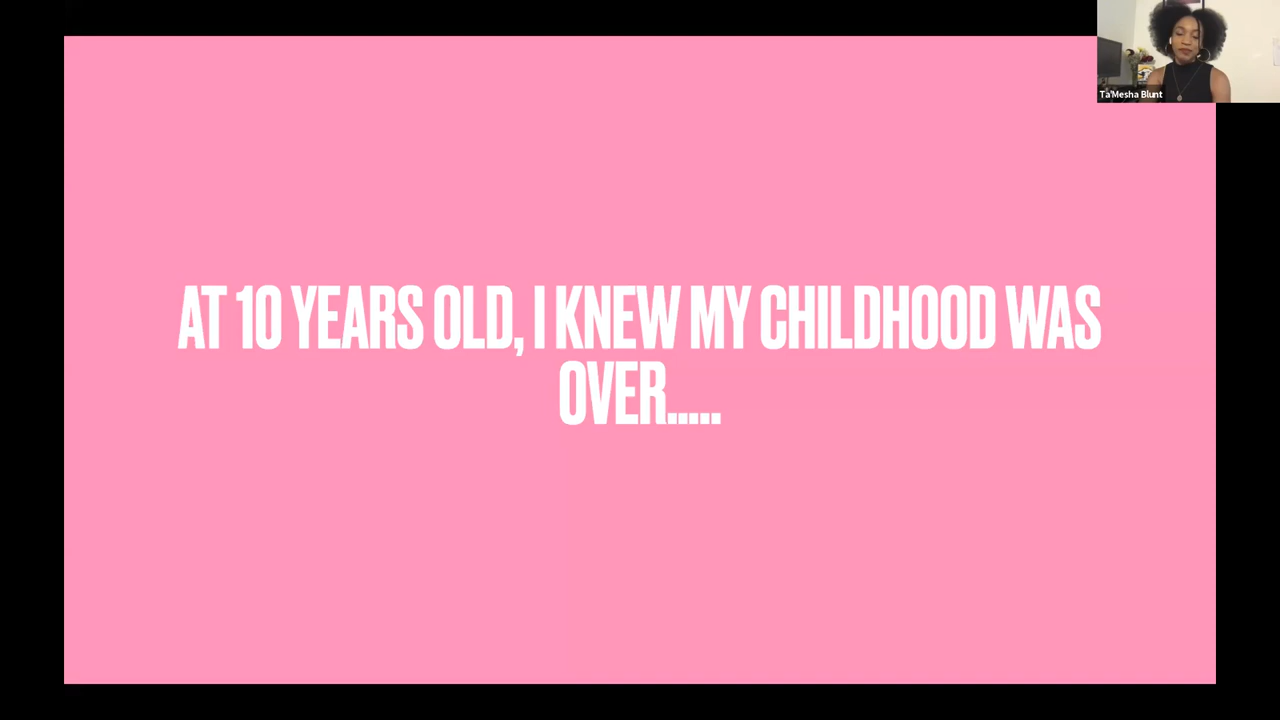 Ta'Mesha Blunt
AT 10 YEARS OLD, I KNEW MY CHILDHOOD WAS
OVER.....